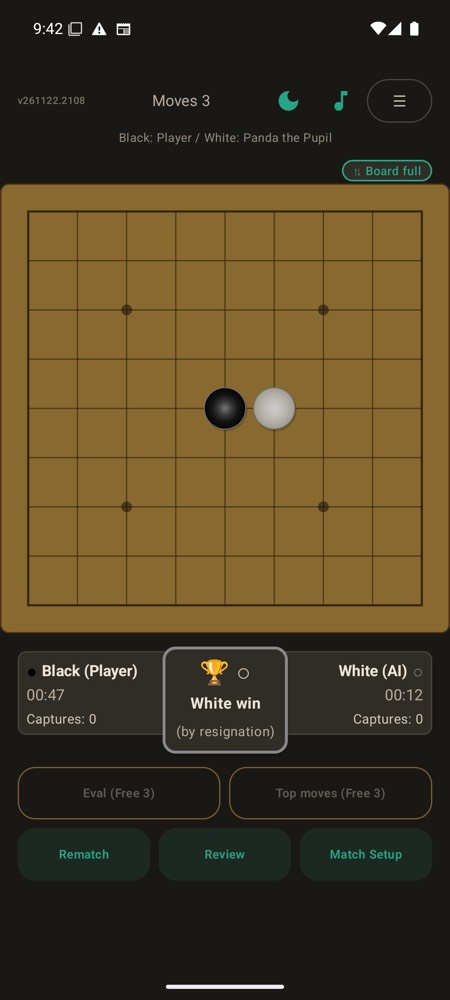 9:42
v261122.2108
Moves 3
Black: Player / White: Panda the Pupil
Board full
Black (Player)
00:47
Captures: 0
White win
(by resignation)
White (AI)
00:12
Captures: 0
Eval (Free 3)
Top moves (Free 3)
Rematch
Review
Match Setup